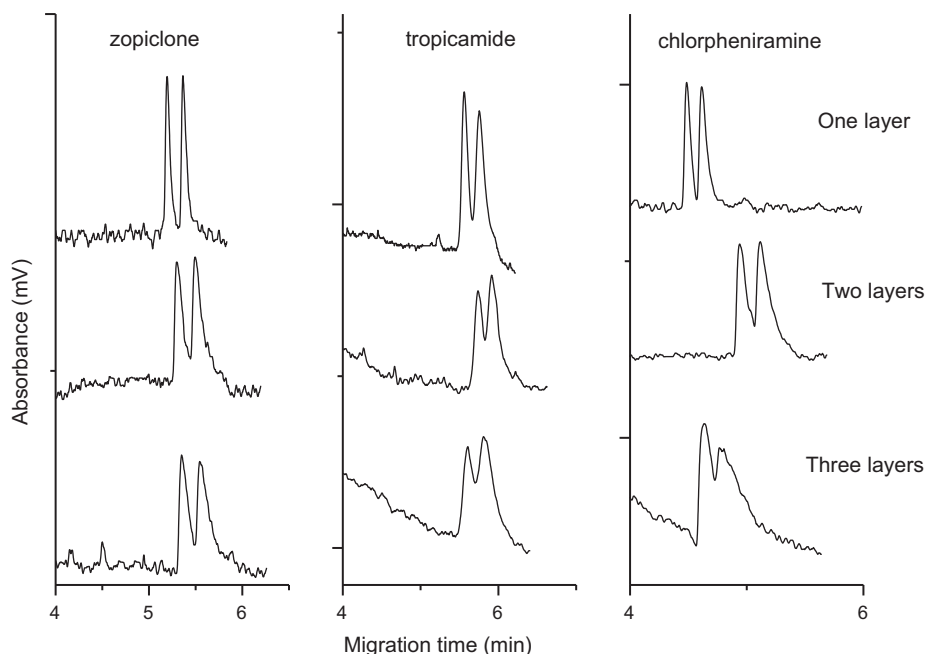 zopiclone
tropicamide
chlorpheniramine
One layer
Two layers
Three layers
Absorbance (mV)
4 5 6
4 6
4 6
Migration time (min)